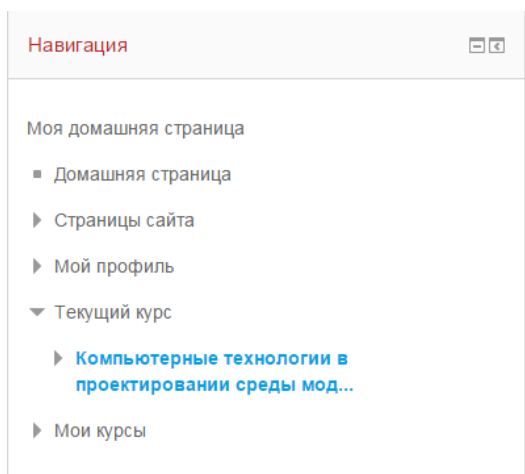 Навигация
Моя домашняя страница
Домашняя страница
Страницы сайта
Мой профиль
Текущий курс
Компьютерные технологии в
проектировании среды мод...
Мои курсы